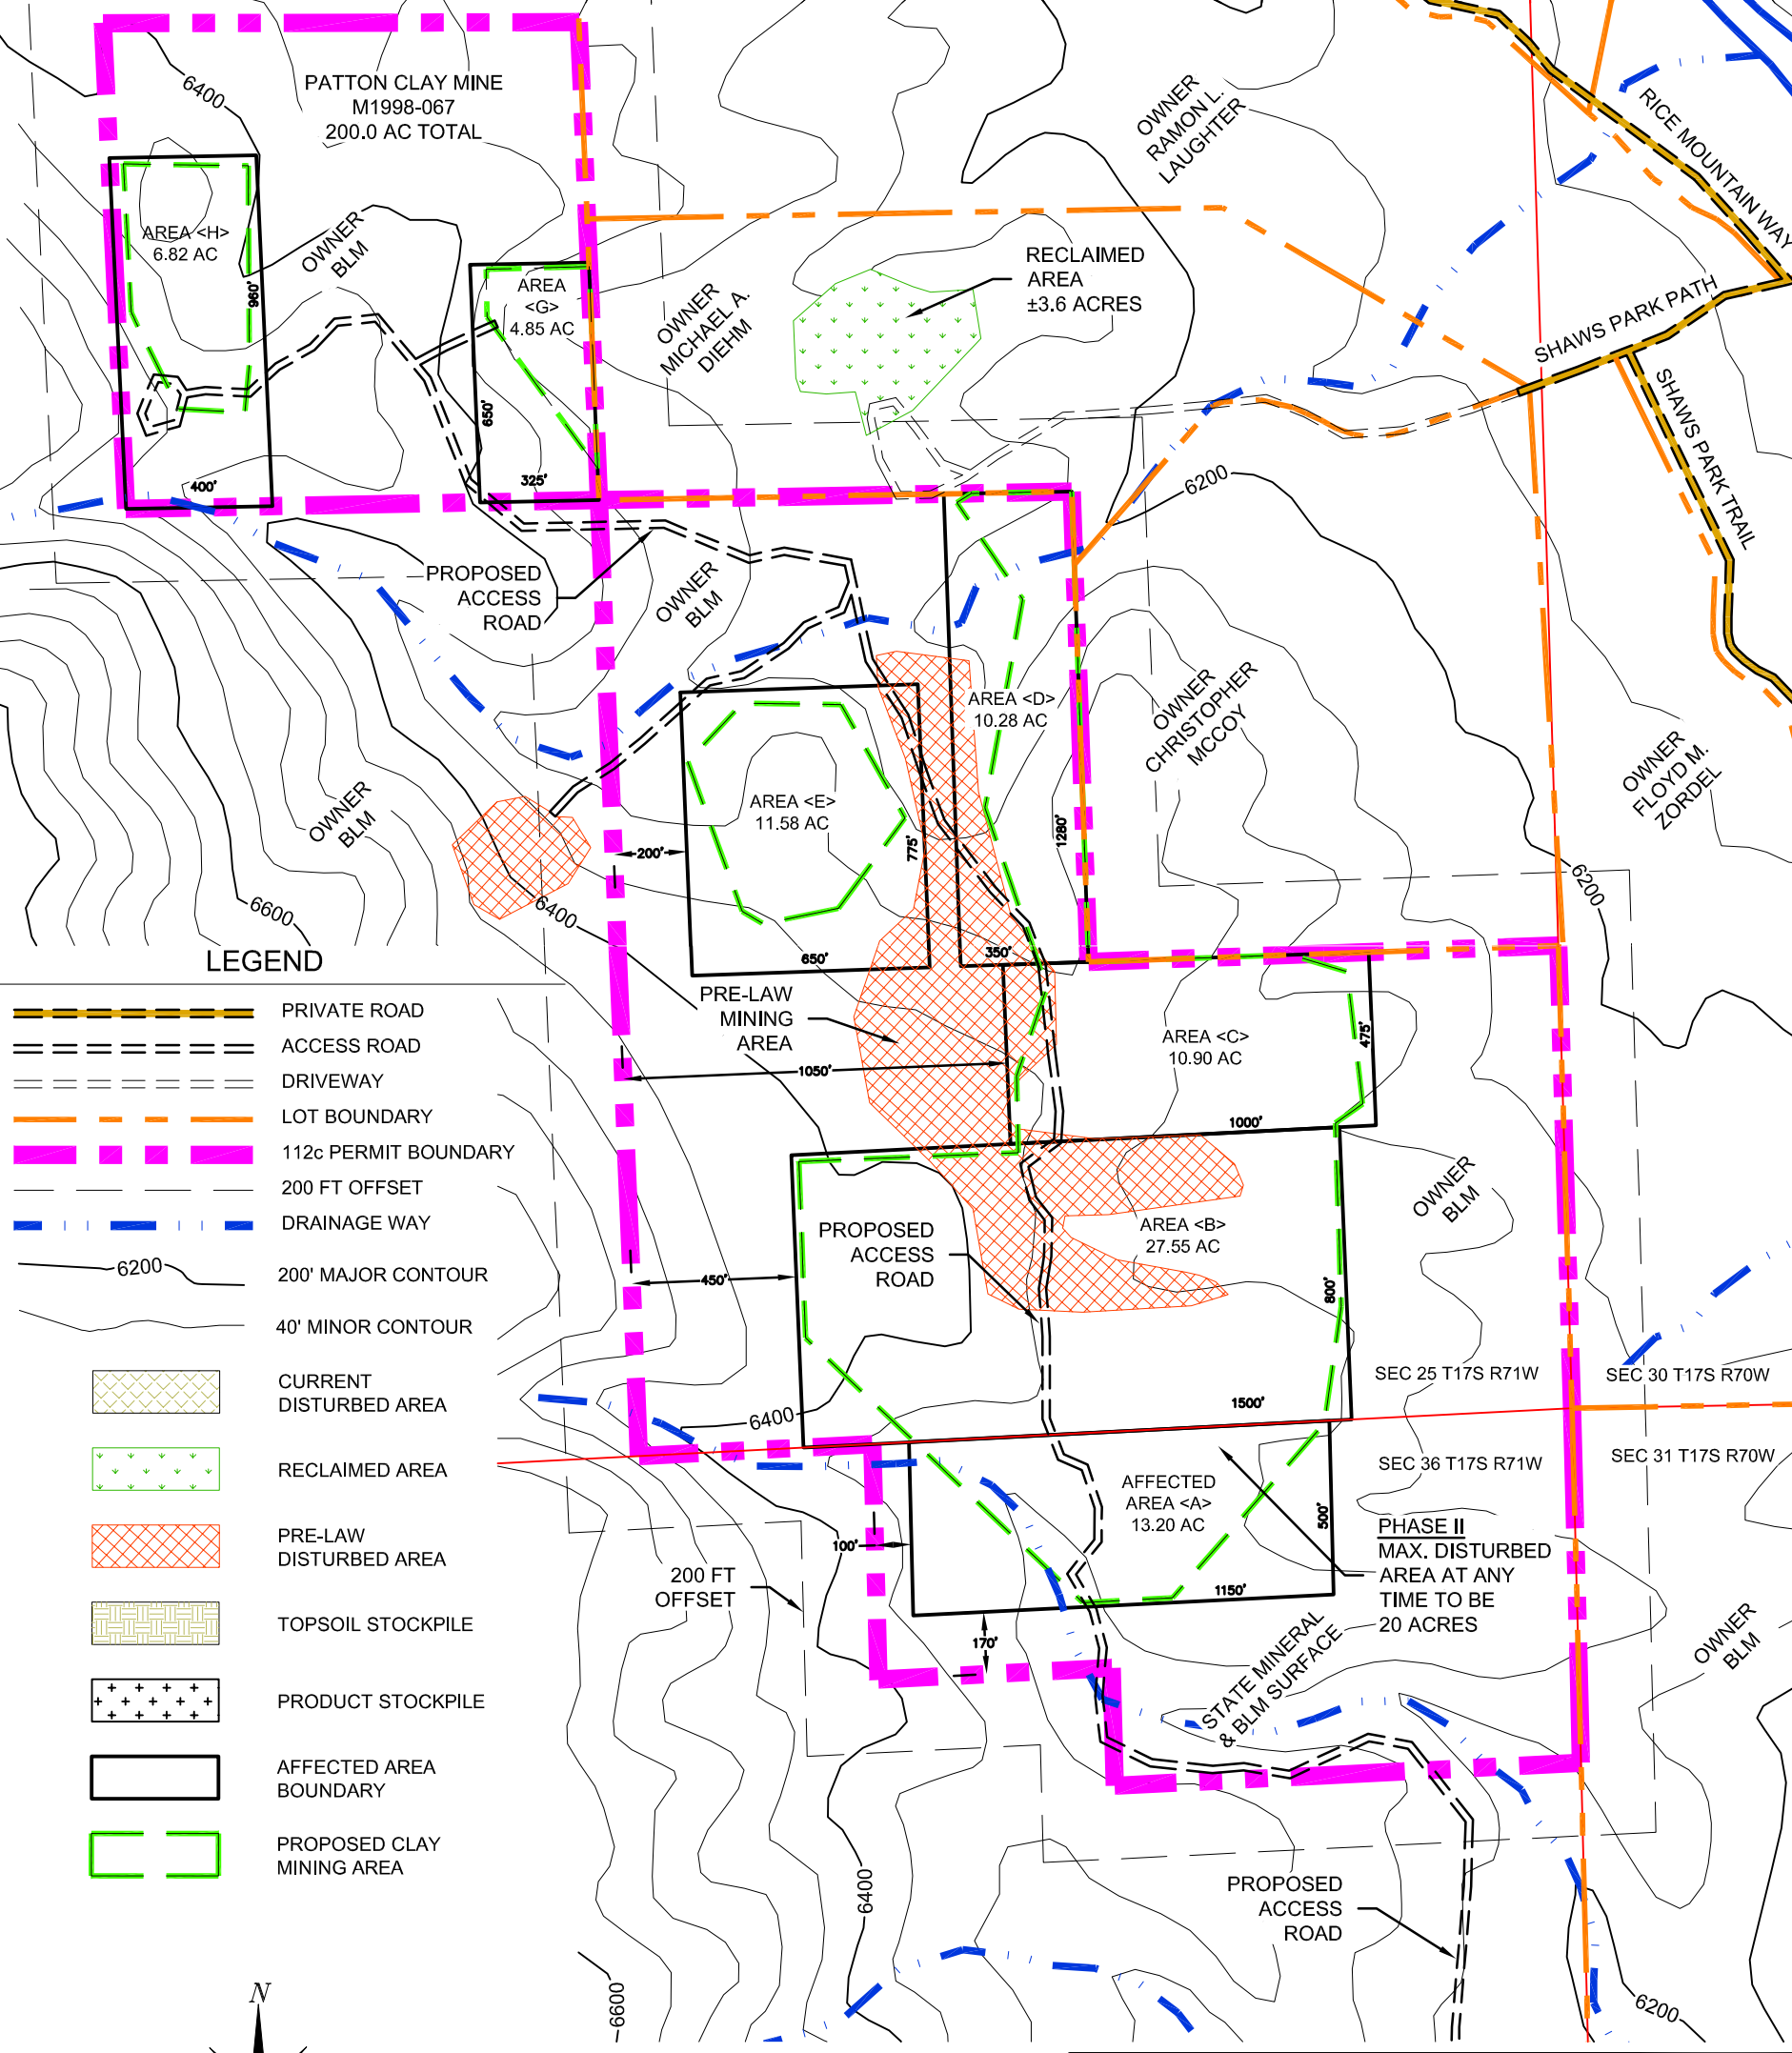 PATTON CLAY MINE
M1998-067
200.0 AC TOTAL
6400
AREA <H>
6.82 AC
960'
400'
OWNER
BLM
AREA
<G>
4.85 AC
650'
325'
OWNER
MICHAEL A.
DIEHM
OWNER
RAMON L.
LAUGHTER
RECLAIMED
AREA
±3.6 ACRES
RICE MOUNTAIN WAY
SHAWS PARK PATH
SHAWS PARK TRAIL
6200
PROPOSED
ACCESS
ROAD
OWNER
BLM
OWNER
BLM
AREA <D>
10.28 AC
1280'
350'
OWNER
CHRISTOPHER
MCCOY
OWNER
FLOYD M.
ZORDEL
6200
AREA <E>
11.58 AC
775'
650'
200'
6600
6400
PRE-LAW
MINING
AREA
1050'
AREA <C>
10.90 AC
475'
1000'
OWNER
BLM
PROPOSED
ACCESS
ROAD
AREA <B>
27.55 AC
800'
1500'
450'
6400
SEC 25 T17S R71W
SEC 30 T17S R70W
SEC 36 T17S R71W
SEC 31 T17S R70W
AFFECTED
AREA <A>
13.20 AC
500'
1150'
100'
170'
200 FT
OFFSET
PHASE II
MAX. DISTURBED
AREA AT ANY
TIME TO BE
20 ACRES
STATE MINERAL
& BLM SURFACE
OWNER
BLM
PROPOSED
ACCESS
ROAD
6400
6600
6200
LEGEND
PRIVATE ROAD
ACCESS ROAD
DRIVEWAY
LOT BOUNDARY
112c PERMIT BOUNDARY
200 FT OFFSET
DRAINAGE WAY
6200
200' MAJOR CONTOUR
40' MINOR CONTOUR
CURRENT
DISTURBED AREA
RECLAIMED AREA
PRE-LAW
DISTURBED AREA
TOPSOIL STOCKPILE
PRODUCT STOCKPILE
AFFECTED AREA
BOUNDARY
PROPOSED CLAY
MINING AREA
N